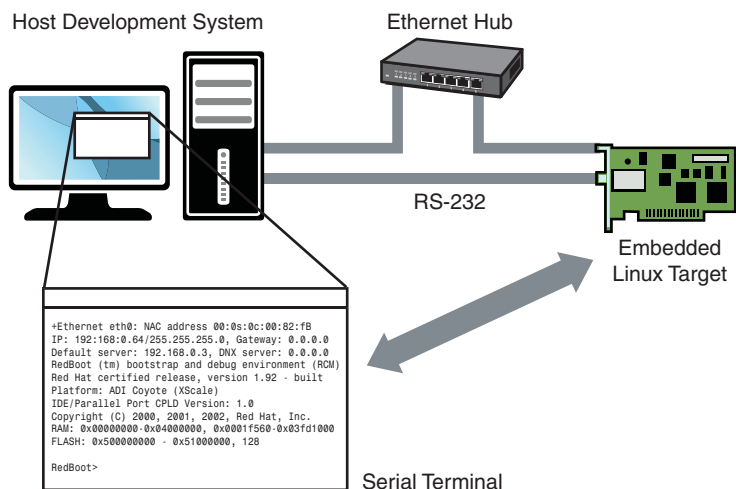 Host Development System
Ethernet Hub
RS-232
Embedded
Linux Target
+Ethernet eth0: NAC address 00:0s:0c:00:82:fB
IP: 192:168:0.64/255.255.255.0, Gateway: 0.0.0.0
Default server: 192.168.0.3, DNX server: 0.0.0.0
RedBoot (tm) bootstrap and debug environment (RCM)
Red Hat certified release, version 1.92 - built
Platform: ADI Coyote (XScale)
IDE/Parallel Port CPLD Version: 1.0
Copyright (C) 2000, 2001, 2002, Red Hat, Inc.
RAM: 0x00000000-0x04000000, 0x0001f560-0x03fd1000
FLASH: 0x500000000 - 0x51000000, 128
RedBoot>
Serial Terminal